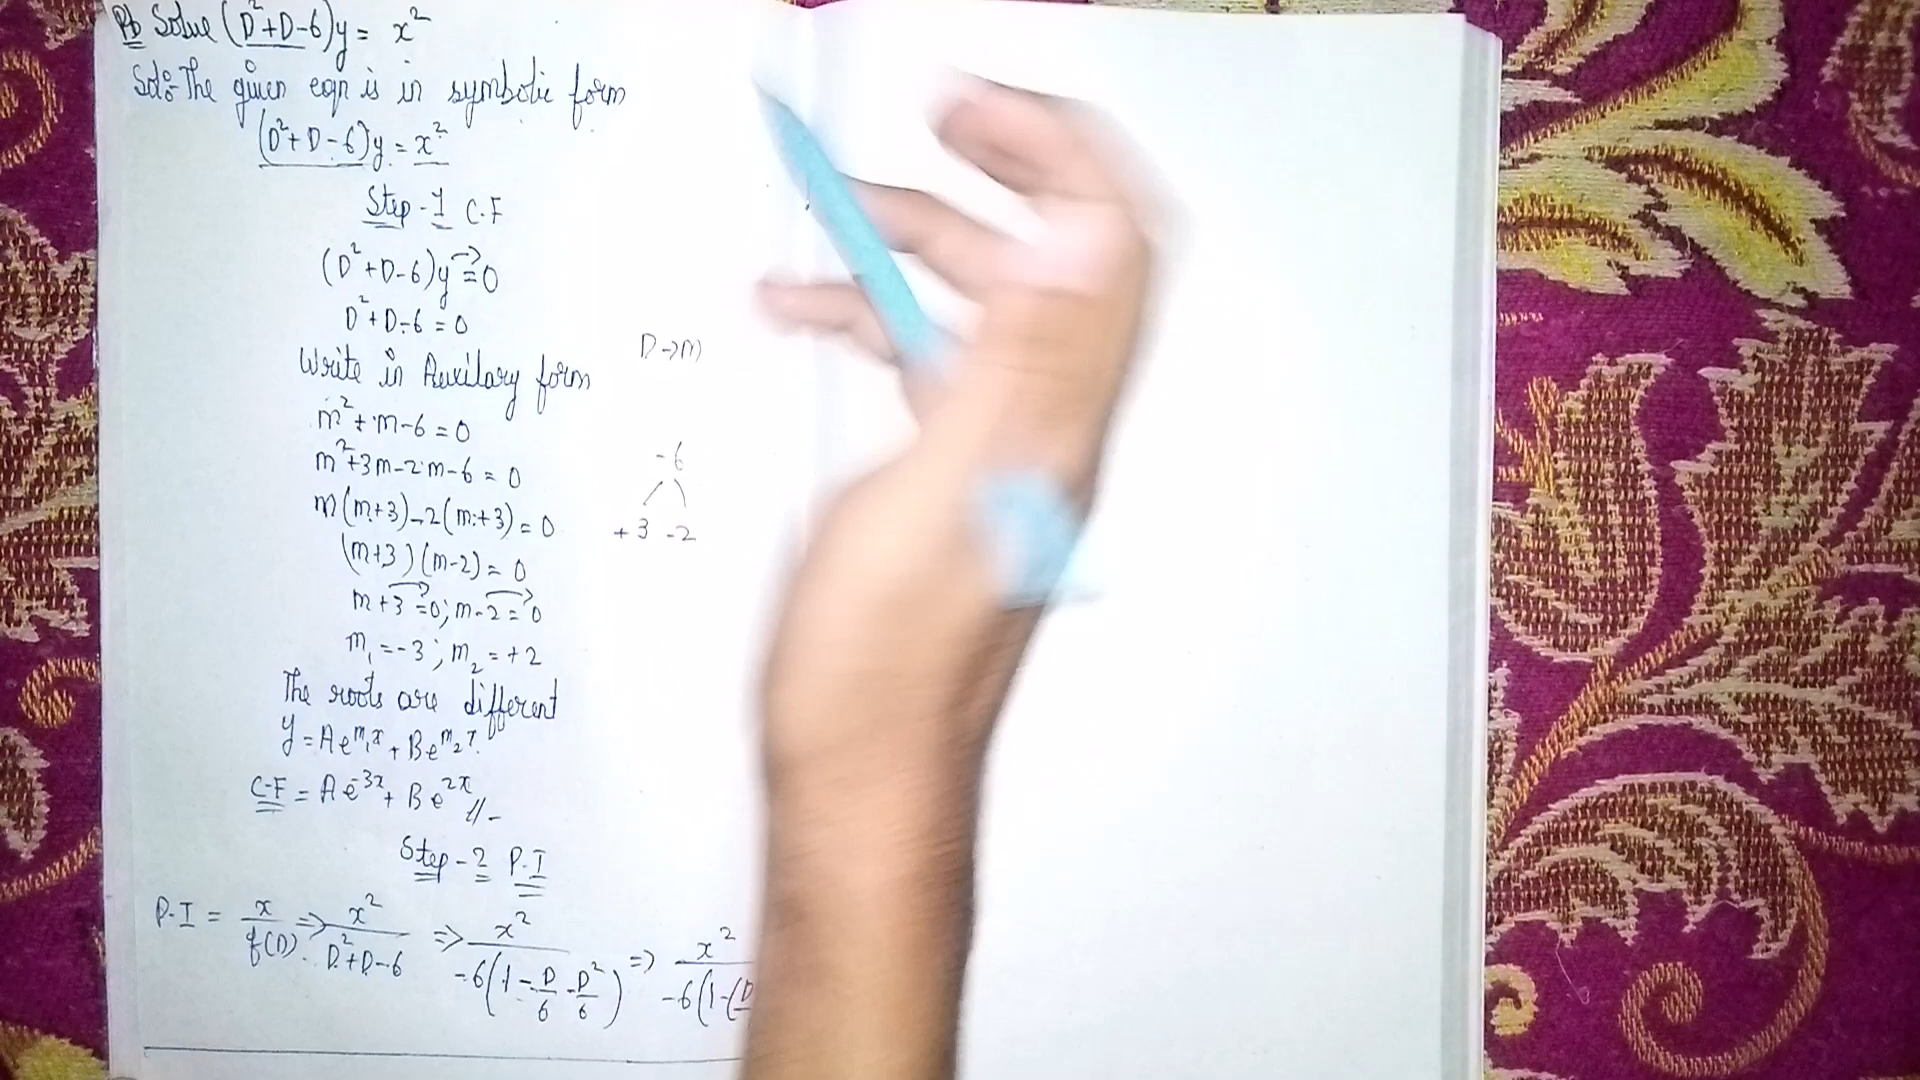 Pb Solve (D²+D-6)y = x²
Sol:- The given eqn is in symbolic form
(D²+D-6)y = x²
Step-1 C.F
(D²+D-6)y=0
D²+D-6=0
Write in Auxilary form
D→m
m²+m-6=0
m²+3m-2m-6=0
-6
+3 -2
m(m+3)-2(m+3)=0
(m+3)(m-2)=0
m+3=0; m-2=0
m₁=-3; m₂=+2
The roots are different
y=Ae^m₁x + Be^m₂x
C-F = Ae^-3x + Be^2x //-
Step-2 P.I
P-I = x/f(D) ⇒ x²/D²+D-6 ⇒ x²/-6(1-D/6-D²/6) ⇒ x²/-6(1-(D